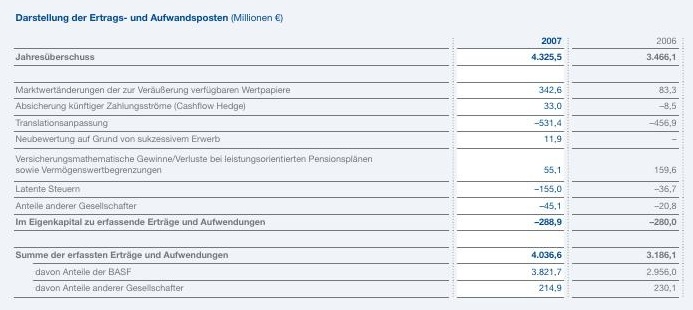 Darstellung der Ertrags- und Aufwandsposten (Millionen €)
2007 2006
Jahresüberschuss 4.325,5 3.466,1
Marktwertänderungen der zur Veräußerung verfügbaren Wertpapiere 342,6 83,3
Absicherung künftiger Zahlungsströme (Cashflow Hedge) 33,0 –8,5
Translationsanpassung –531,4 –456,9
Neubewertung auf Grund von sukzessivem Erwerb 11,9 –
Versicherungsmathematische Gewinne/Verluste bei leistungsorientierten Pensionsplänen
sowie Vermögenswertbegrenzungen 55,1 159,6
Latente Steuern –155,0 –36,7
Anteile anderer Gesellschafter –45,1 –20,8
Im Eigenkapital zu erfassende Erträge und Aufwendungen –288,9 –280,0
Summe der erfassten Erträge und Aufwendungen 4.036,6 3.186,1
davon Anteile der BASF 3.821,7 2.956,0
davon Anteile anderer Gesellschafter 214,9 230,1